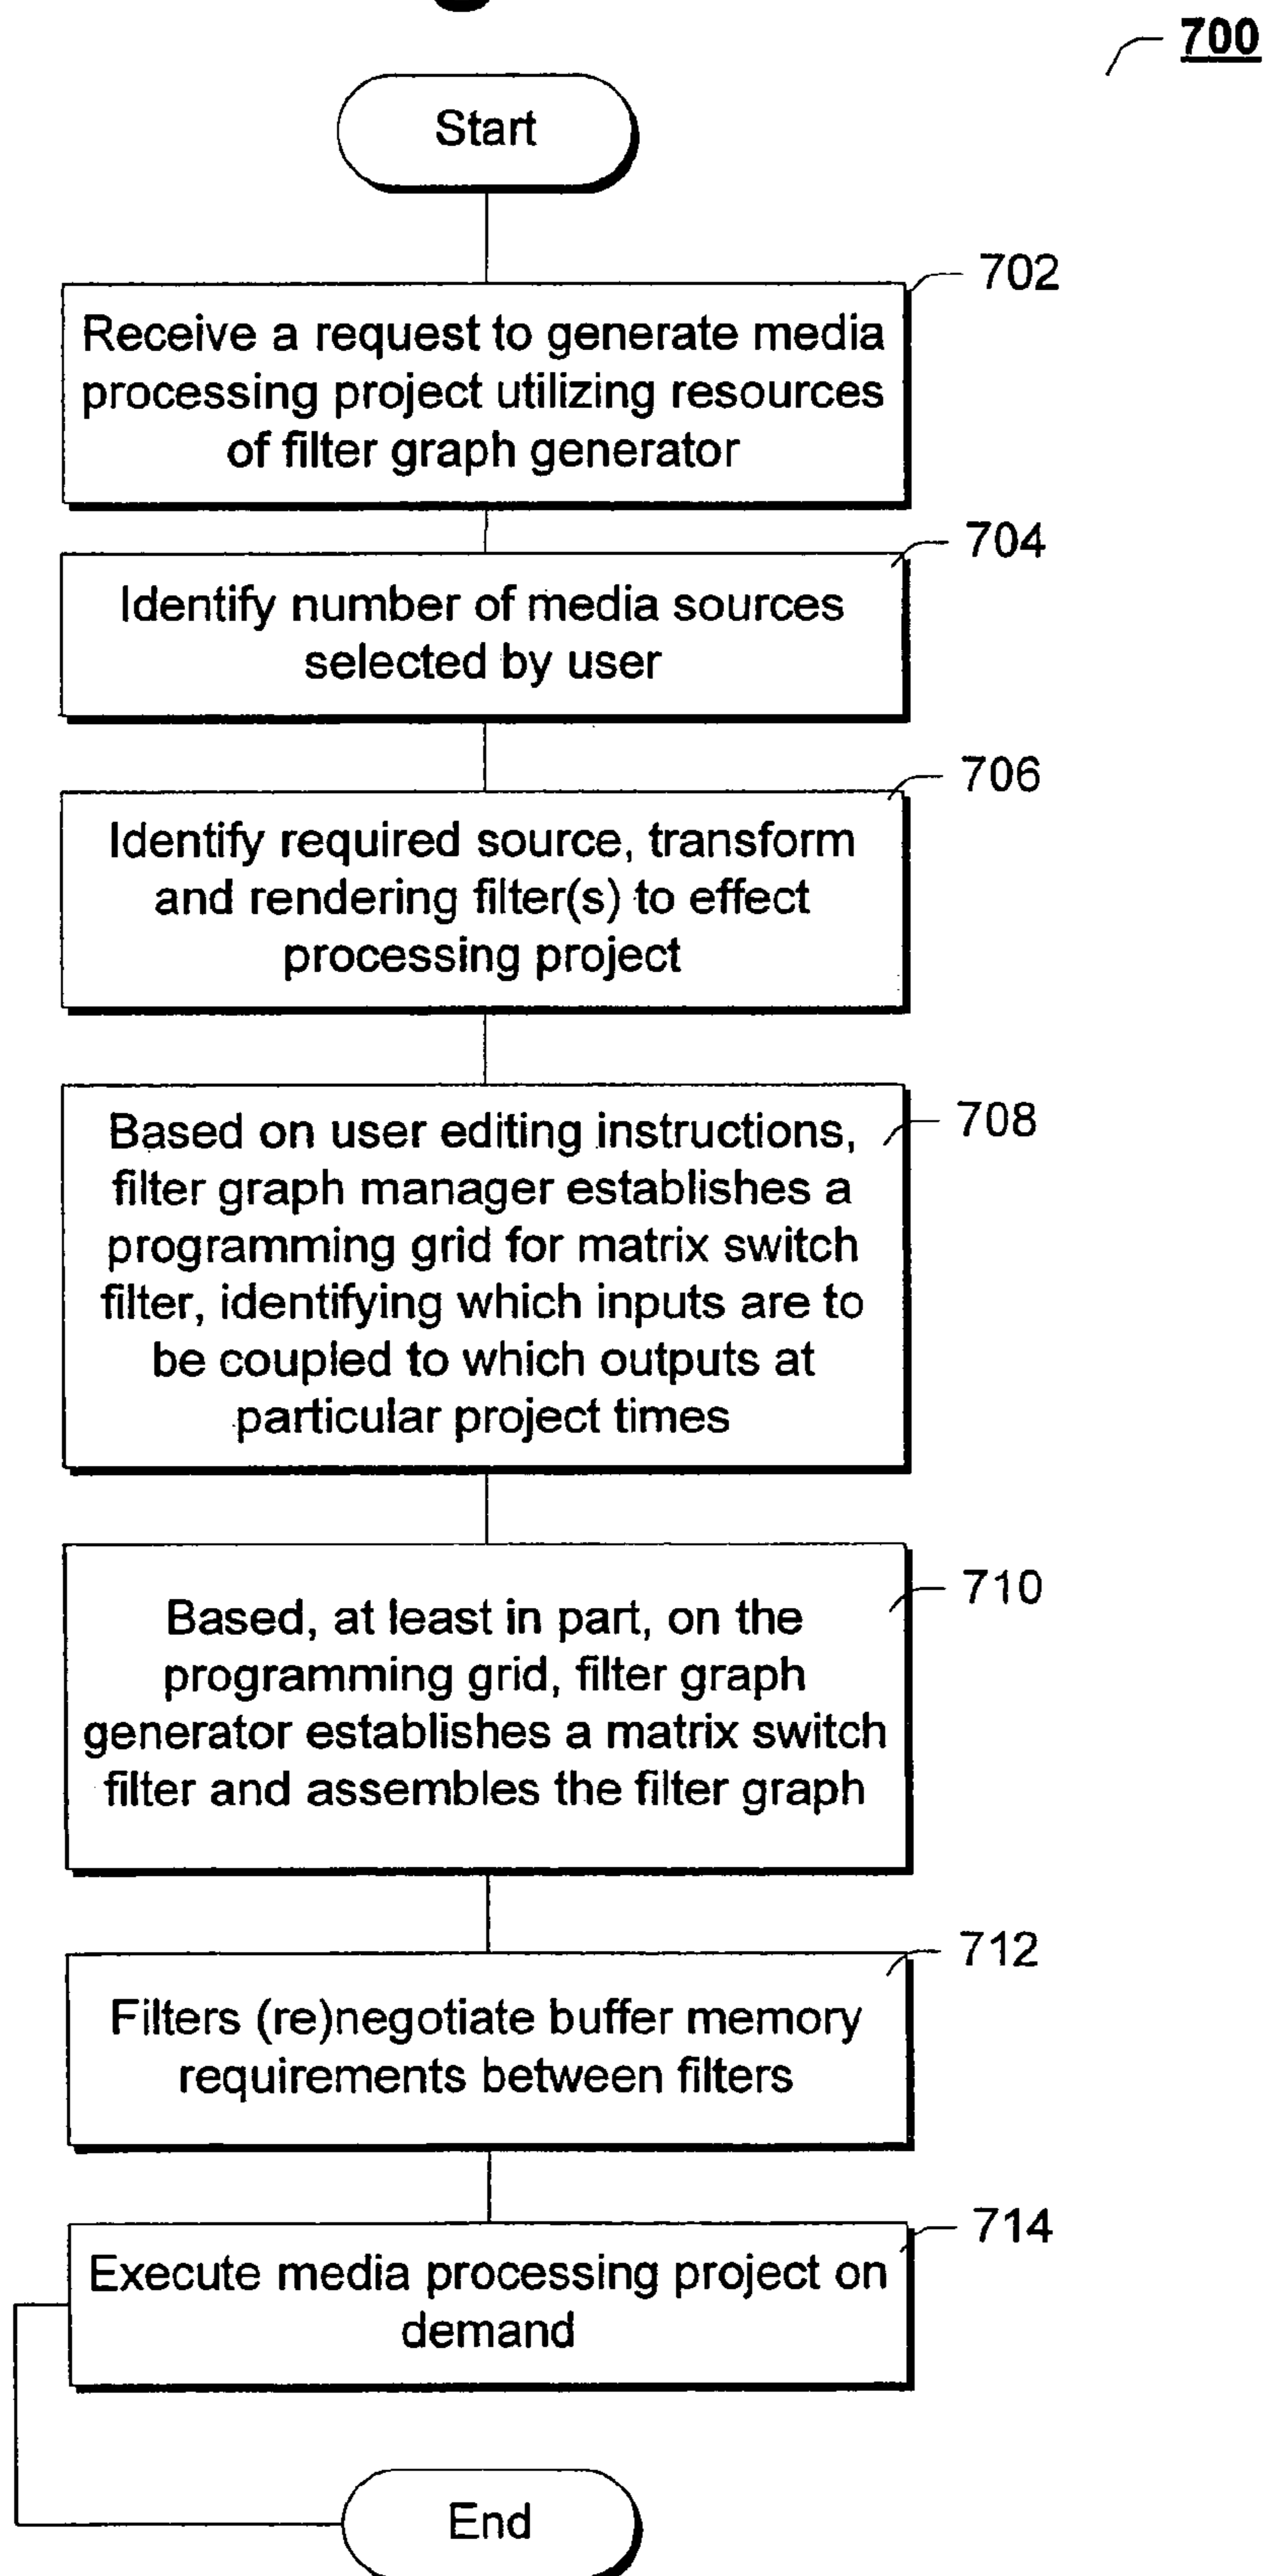 700
Start
702
Receive a request to generate media
processing project utilizing resources
of filter graph generator
704
Identify number of media sources
selected by user
706
Identify required source, transform
and rendering filter(s) to effect
processing project
708
Based on user editing instructions,
filter graph manager establishes a
programming grid for matrix switch
filter, identifying which inputs are to
be coupled to which outputs at
particular project times
710
Based, at least in part, on the
programming grid, filter graph
generator establishes a matrix switch
filter and assembles the filter graph
712
Filters (re)negotiate buffer memory
requirements between filters
714
Execute media processing project on
demand
End